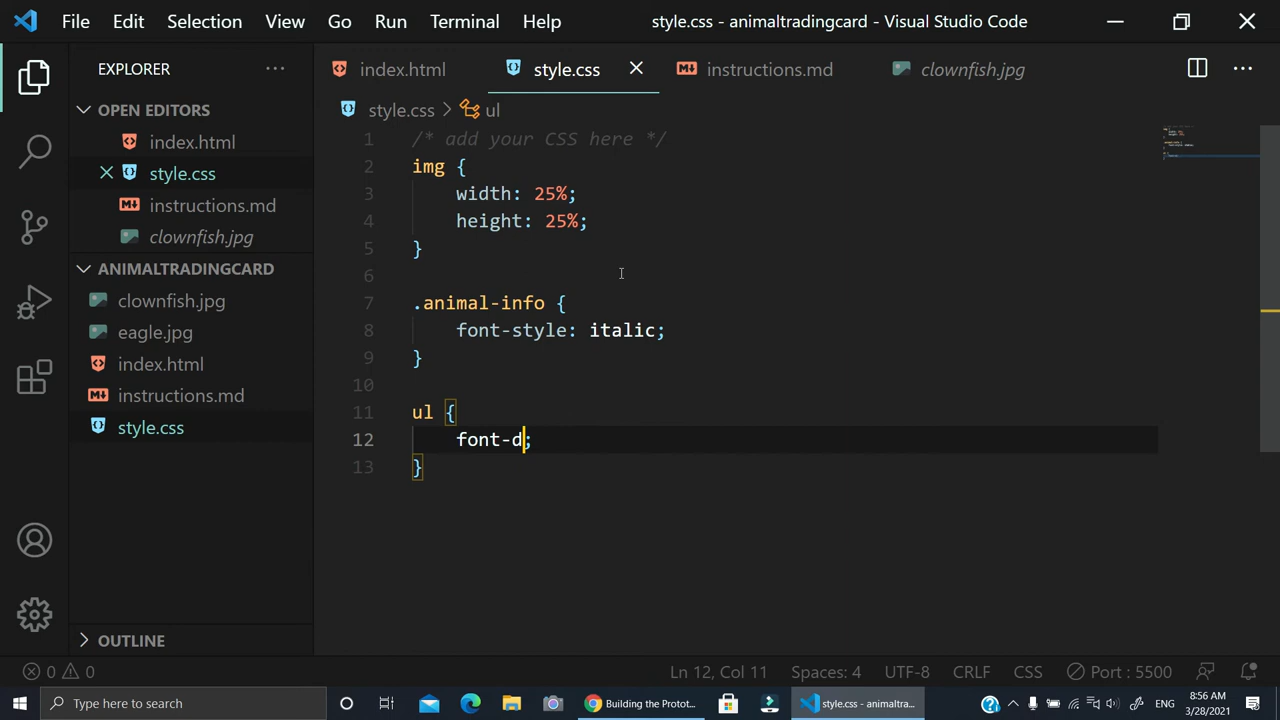 File Edit Selection View Go Run Terminal Help style.css - animaltradingcard - Visual Studio Code
EXPLORER
OPEN EDITORS
index.html
style.css
instructions.md
clownfish.jpg
ANIMALTRADINGCARD
clownfish.jpg
eagle.jpg
index.html
instructions.md
style.css
OUTLINE
index.html style.css instructions.md clownfish.jpg
style.css ul
1 /* add your CSS here */
2 img {
3 width: 25%;
4 height: 25%;
5 }
6
7 .animal-info {
8 font-style: italic;
9 }
10
11 ul {
12 font-d;
13 }
0 0 Ln 12, Col 11 Spaces: 4 UTF-8 CRLF CSS Port : 5500
Type here to search Building the Protot... style.css - animaltra... ENG 8:56 AM
3/28/2021